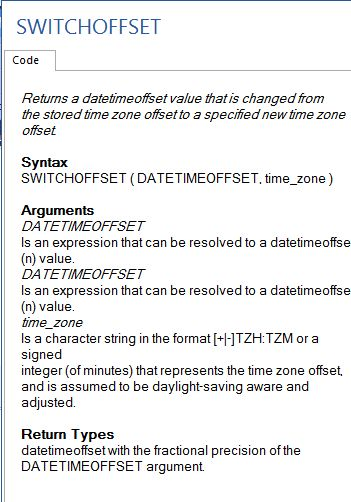 SWITCHOFFSET
Code
Returns a datetimeoffset value that is changed from
the stored time zone offset to a specified new time zone
offset.
Syntax
SWITCHOFFSET ( DATETIMEOFFSET, time_zone )
Arguments
DATETIMEOFFSET
Is an expression that can be resolved to a datetimeoffse
(n) value.
DATETIMEOFFSET
Is an expression that can be resolved to a datetimeoffse
(n) value.
time_zone
Is a character string in the format [+|-]TZH:TZM or a
signed
integer (of minutes) that represents the time zone offset,
and is assumed to be daylight-saving aware and
adjusted.
Return Types
datetimeoffset with the fractional precision of the
DATETIMEOFFSET argument.